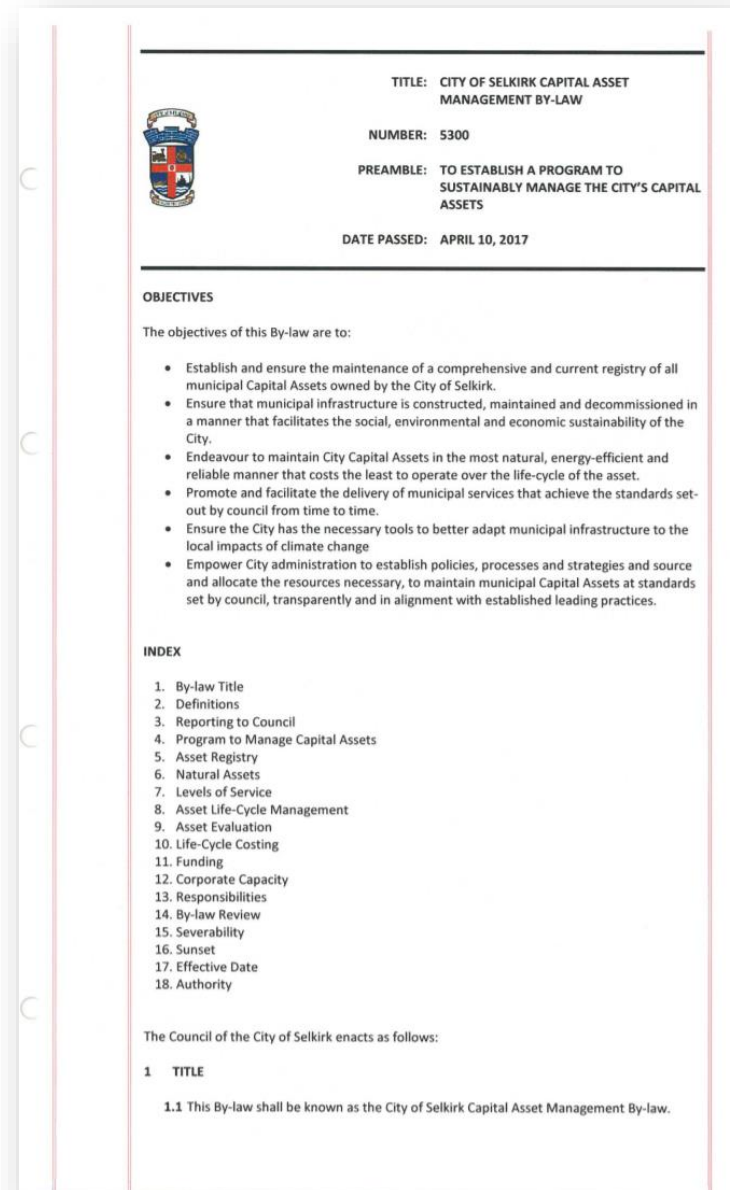 TITLE: CITY OF SELKIRK CAPITAL ASSET
MANAGEMENT BY-LAW
NUMBER: 5300
PREAMBLE: TO ESTABLISH A PROGRAM TO
SUSTAINABLY MANAGE THE CITY'S CAPITAL
ASSETS
DATE PASSED: APRIL 10, 2017
OBJECTIVES
The objectives of this By-law are to:
• Establish and ensure the maintenance of a comprehensive and current registry of all
municipal Capital Assets owned by the City of Selkirk.
• Ensure that municipal infrastructure is constructed, maintained and decommissioned in
a manner that facilitates the social, environmental and economic sustainability of the
City.
• Endeavour to maintain City Capital Assets in the most natural, energy-efficient and
reliable manner that costs the least to operate over the life-cycle of the asset.
• Promote and facilitate the delivery of municipal services that achieve the standards set-
out by council from time to time.
• Ensure the City has the necessary tools to better adapt municipal infrastructure to the
local impacts of climate change
• Empower City administration to establish policies, processes and strategies and source
and allocate the resources necessary, to maintain municipal Capital Assets at standards
set by council, transparently and in alignment with established leading practices.
INDEX
1. By-law Title
2. Definitions
3. Reporting to Council
4. Program to Manage Capital Assets
5. Asset Registry
6. Natural Assets
7. Levels of Service
8. Asset Life-Cycle Management
9. Asset Evaluation
10. Life-Cycle Costing
11. Funding
12. Corporate Capacity
13. Responsibilities
14. By-law Review
15. Severability
16. Sunset
17. Effective Date
18. Authority
The Council of the City of Selkirk enacts as follows:
1 TITLE
1.1 This By-law shall be known as the City of Selkirk Capital Asset Management By-law.